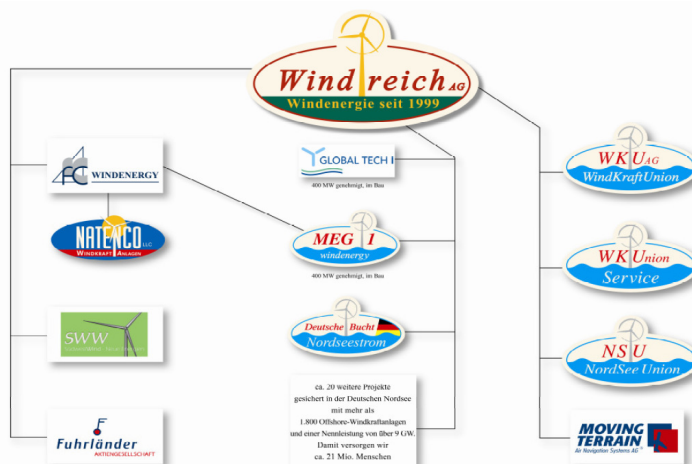 Windreich AG
Windenergie seit 1999
FC WINDENERGY
NATENCO LLC
WINDKRAFT ANLAGEN
SWW
Fuhrländer
AKTIENGESELLSCHAFT
GLOBAL TECH I
400 MW genehmigt, im Bau
MEG I
windenergy
400 MW genehmigt, im Bau
Deutsche Bucht
Nordseestrom
ca. 20 weitere Projekte
gesichert in der Deutschen Nordsee
mit mehr als
1.800 Offshore-Windkraftanlagen
und einer Nennleistung von über 9 GW.
Damit versorgen wir
ca. 21 Mio. Menschen
WKU AG
WindKraftUnion
WKUnion
Service
NSU
NordSee Union
MOVING
TERRAIN
Air Navigation Systems AG